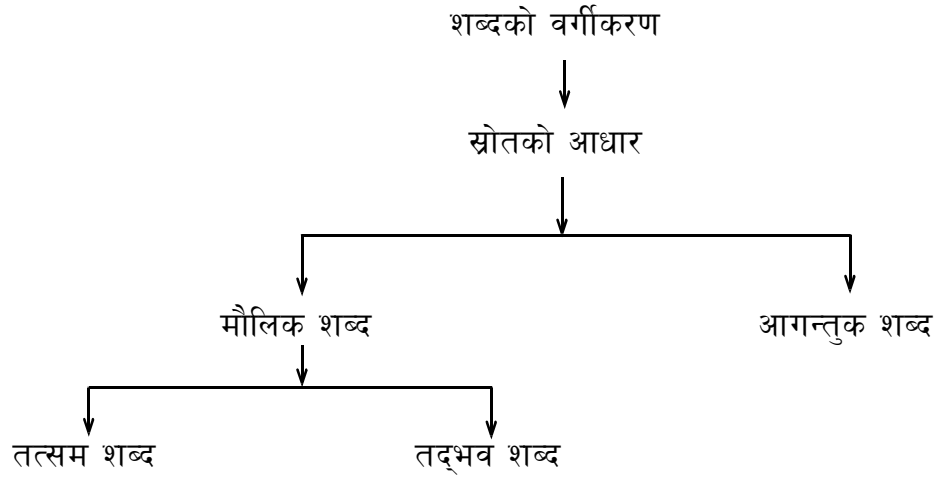 शब्दको वर्गीकरण
स्रोतको आधार
मौलिक शब्द
आगन्तुक शब्द
तत्सम शब्द
तद्‌भव शब्द